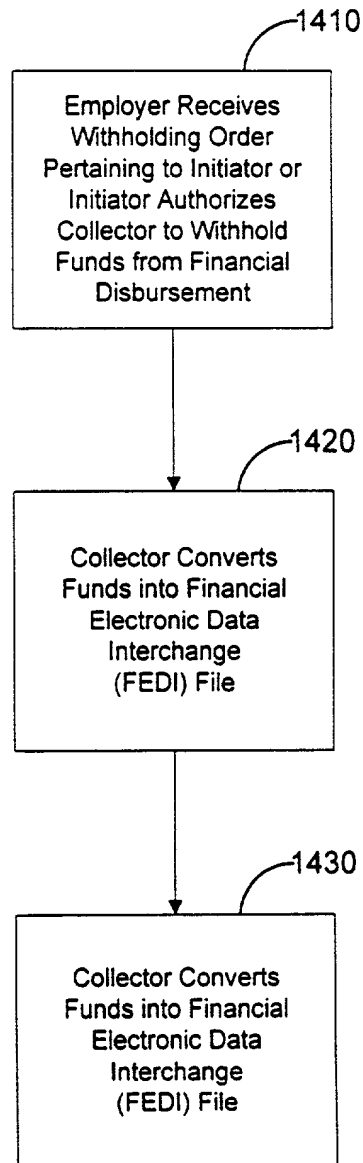 1410
Employer Receives
Withholding Order
Pertaining to Initiator or
Initiator Authorizes
Collector to Withhold
Funds from Financial
Disbursement
1420
Collector Converts
Funds into Financial
Electronic Data
Interchange
(FEDI) File
1430
Collector Converts
Funds into Financial
Electronic Data
Interchange
(FEDI) File